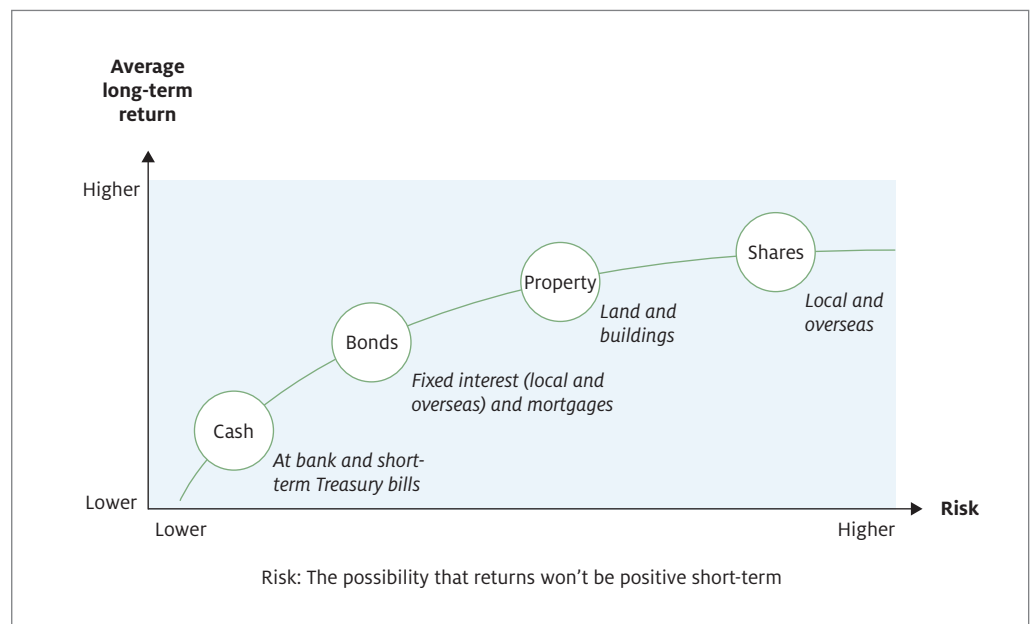 Average
long-term
return
Higher
Shares
Property
Local and
overseas
Land and
buildings
Bonds
Fixed interest (local and
overseas) and mortgages
Cash
At bank and short-
term Treasury bills
Lower
Risk
Lower
Higher
Risk: The possibility that returns won’t be positive short-term